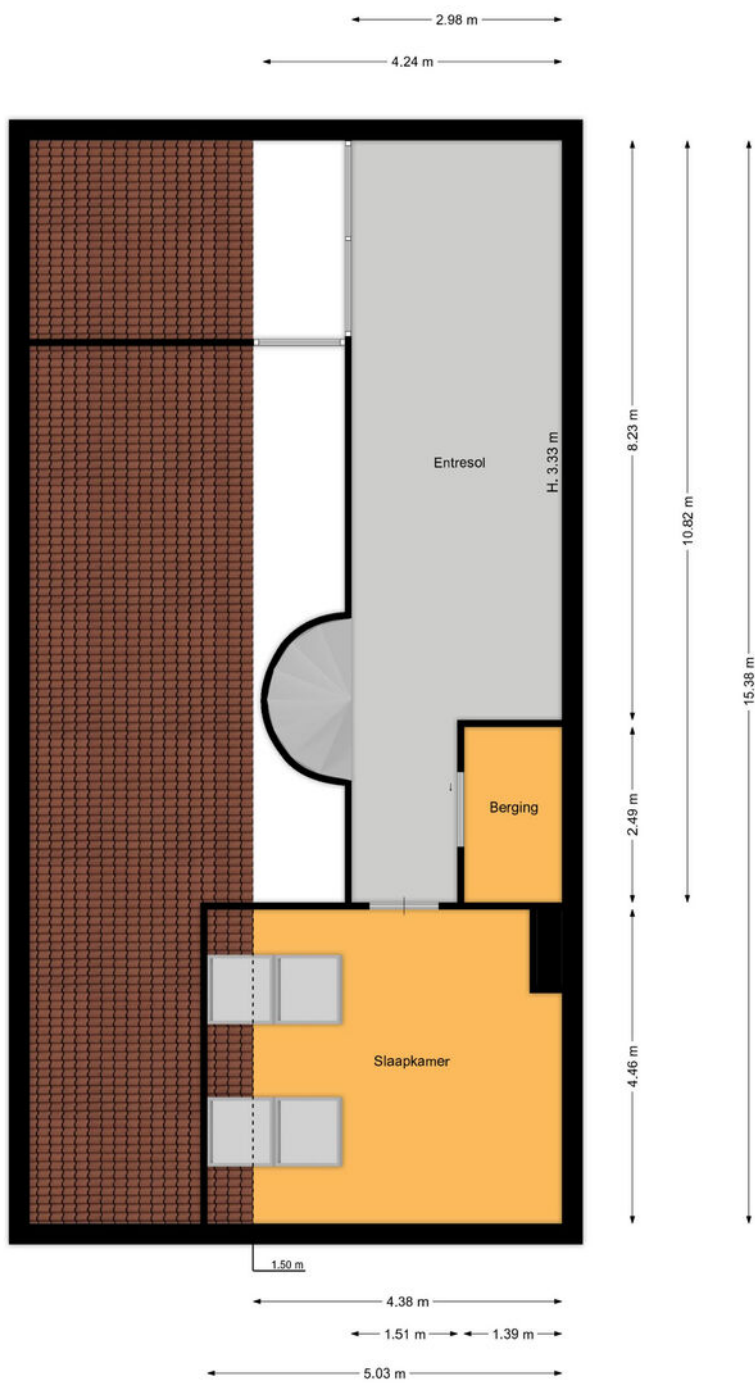 2.98 m
4.24 m
8.23 m
10.82 m
15.38 m
Entresol
H. 3.33 m
Berging
2.49 m
Slaapkamer
4.46 m
1.50 m
4.38 m
1.51 m
1.39 m
5.03 m